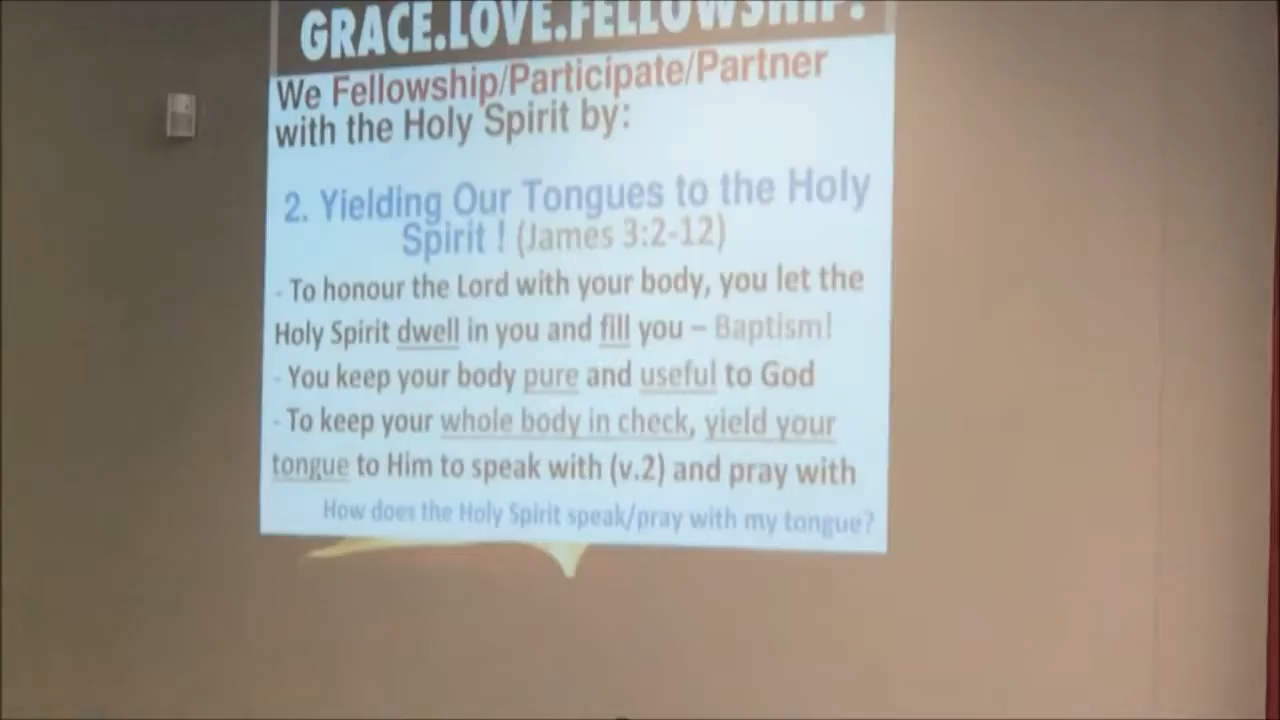 GRACE.LOVE.FELLOWSHIP.
We Fellowship/Participate/Partner
with the Holy Spirit by:
2. Yielding Our Tongues to the Holy
Spirit ! (James 3:2-12)
- To honour the Lord with your body, you let the
Holy Spirit dwell in you and fill you – Baptism!
- You keep your body pure and useful to God
- To keep your whole body in check, yield your
tongue to Him to speak with (v.2) and pray with
How does the Holy Spirit speak/pray with my tongue?